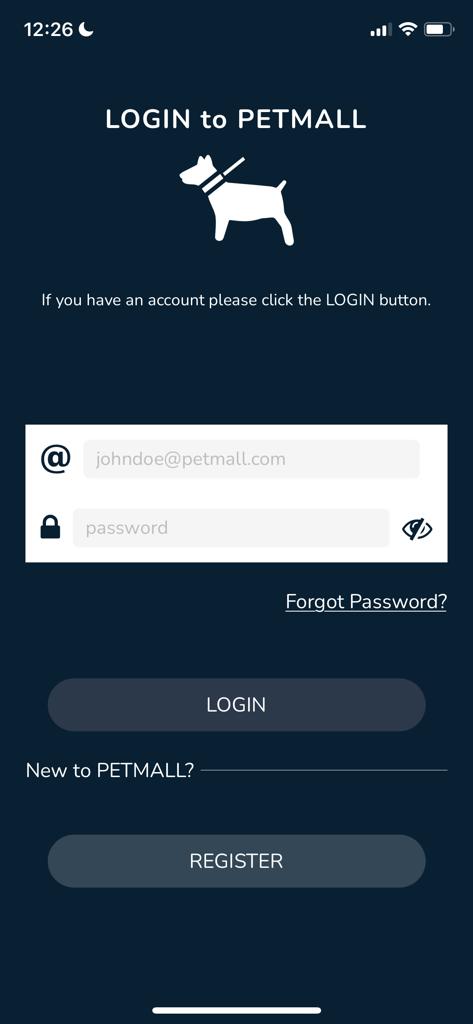 12:26
LOGIN to PETMALL
If you have an account please click the LOGIN button.
@
johndoe@petmall.com
password
Forgot Password?
LOGIN
New to PETMALL?
REGISTER